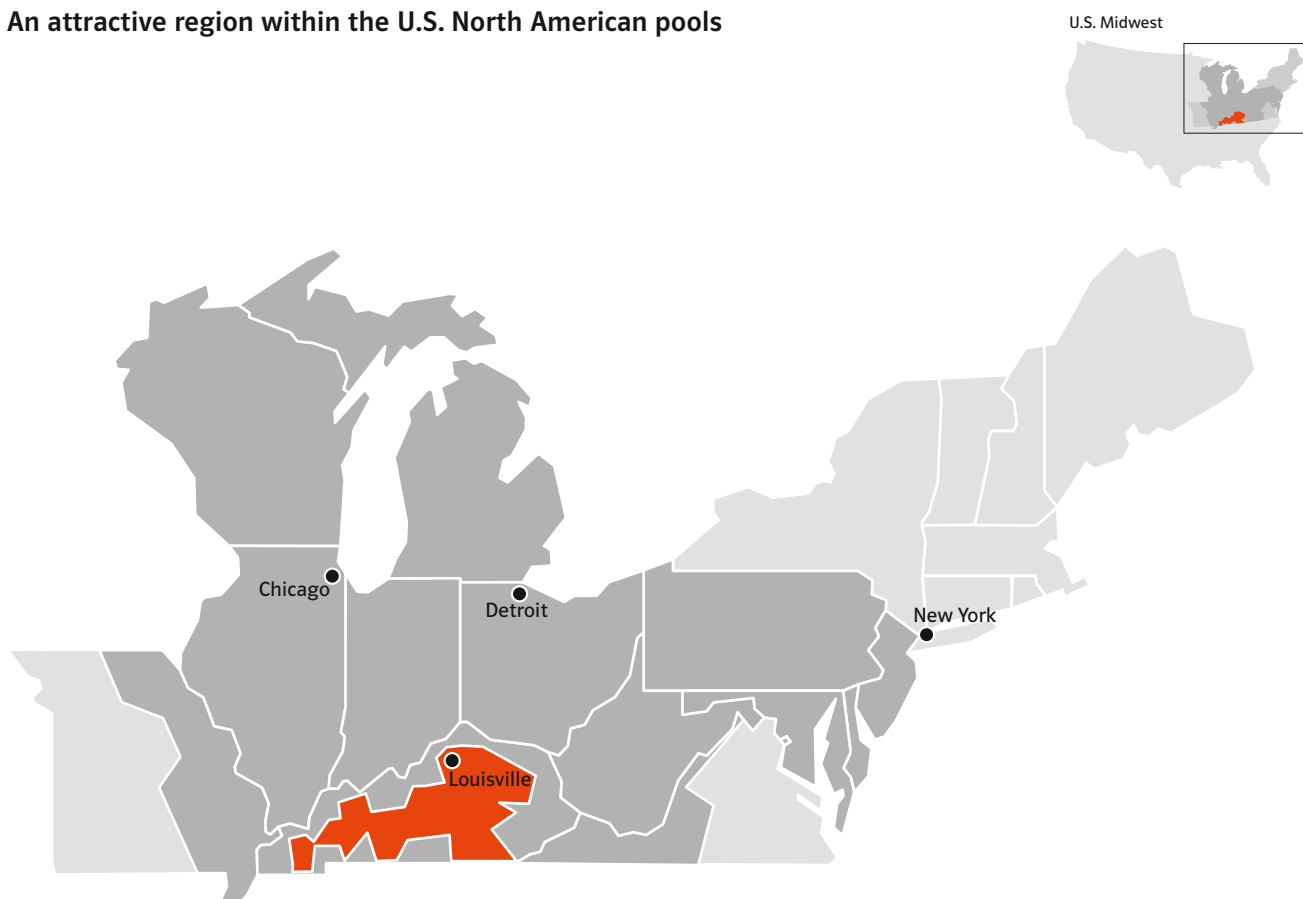 An attractive region within the U.S. North American pools
U.S. Midwest
Chicago
Detroit
New York
Louisville